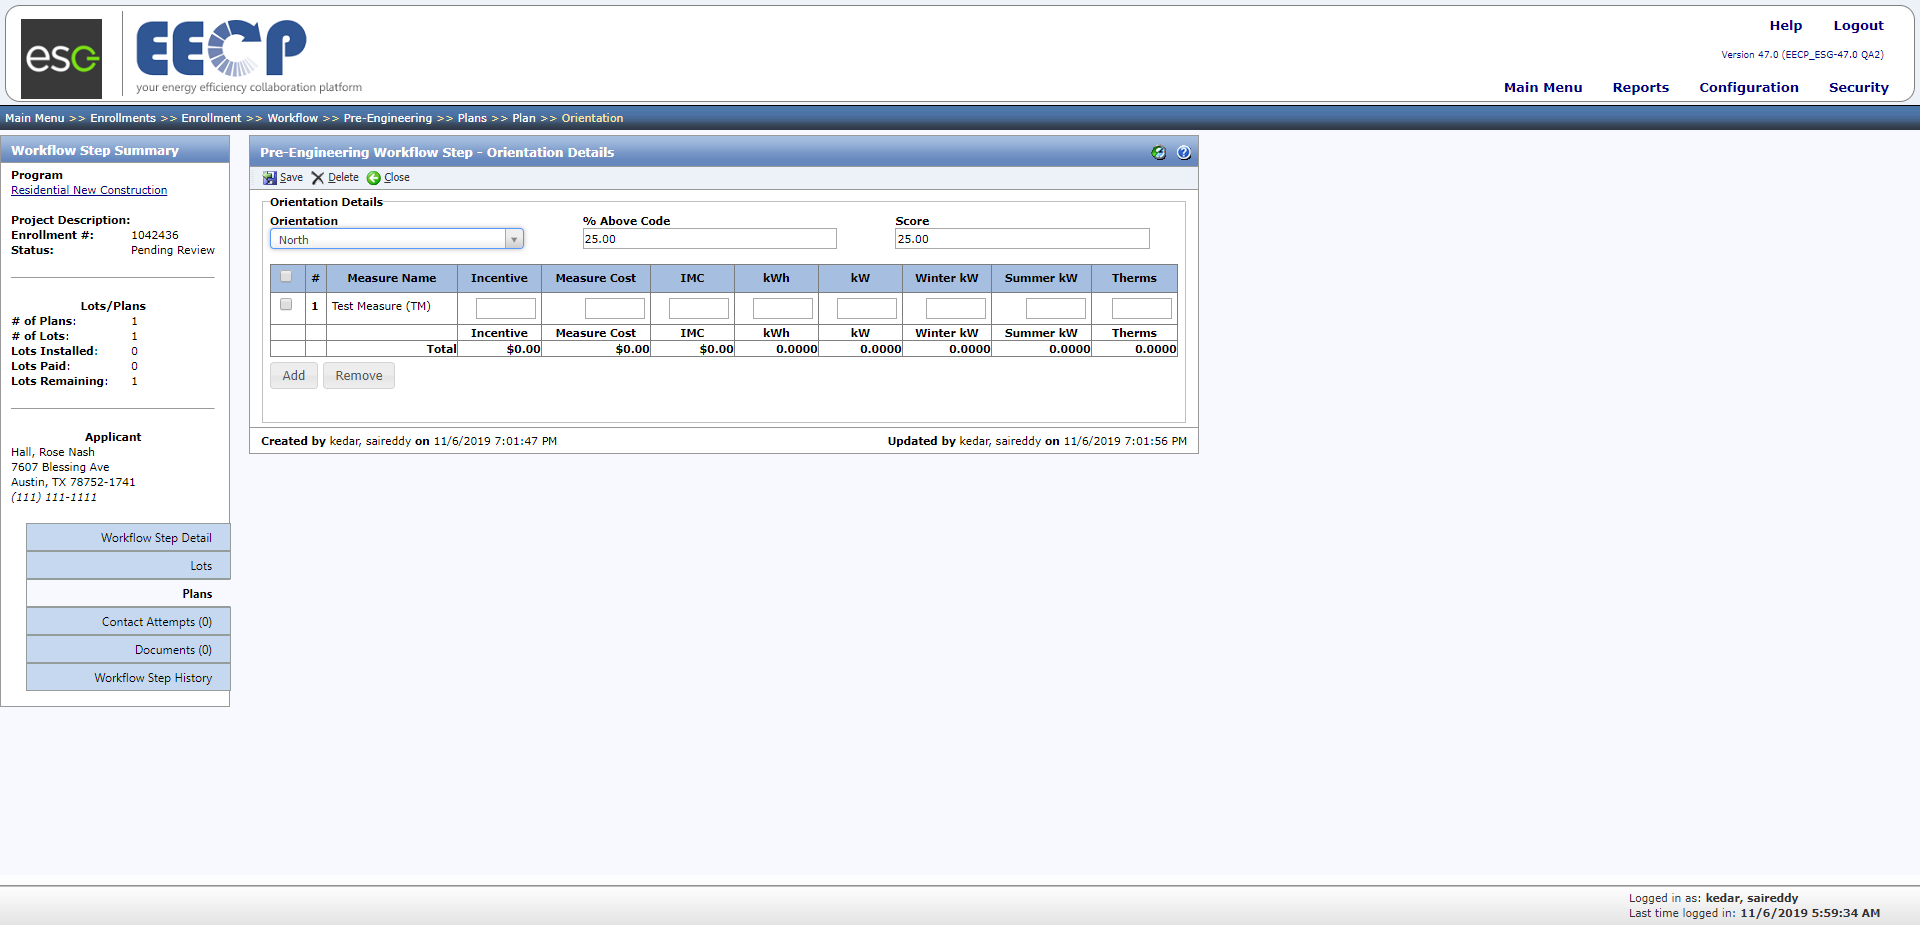 esg
EECP
your energy efficiency collaboration platform
Help Logout
Version 47.0 (EECP_ESG-47.0 QA2)
Main Menu Reports Configuration Security
Main Menu >> Enrollments >> Enrollment >> Workflow >> Pre-Engineering >> Plans >> Plan >> Orientation
Workflow Step Summary
Program
Residential New Construction
Project Description:
Enrollment #: 1042436
Status: Pending Review
Lots/Plans
# of Plans: 1
# of Lots: 1
Lots Installed: 0
Lots Paid: 0
Lots Remaining: 1
Applicant
Hall, Rose Nash
7607 Blessing Ave
Austin, TX 78752-1741
(111) 111-1111
Workflow Step Detail
Lots
Plans
Contact Attempts (0)
Documents (0)
Workflow Step History
Pre-Engineering Workflow Step - Orientation Details
Save Delete Close
Orientation Details
Orientation % Above Code Score
North 25.00 25.00
# Measure Name Incentive Measure Cost IMC kWh kW Winter kW Summer kW Therms
1 Test Measure (TM)
Incentive Measure Cost IMC kWh kW Winter kW Summer kW Therms
Total $0.00 $0.00 $0.00 0.0000 0.0000 0.0000 0.0000 0.0000
Add Remove
Created by kedar, saireddy on 11/6/2019 7:01:47 PM Updated by kedar, saireddy on 11/6/2019 7:01:56 PM
Logged in as: kedar, saireddy
Last time logged in: 11/6/2019 5:59:34 AM